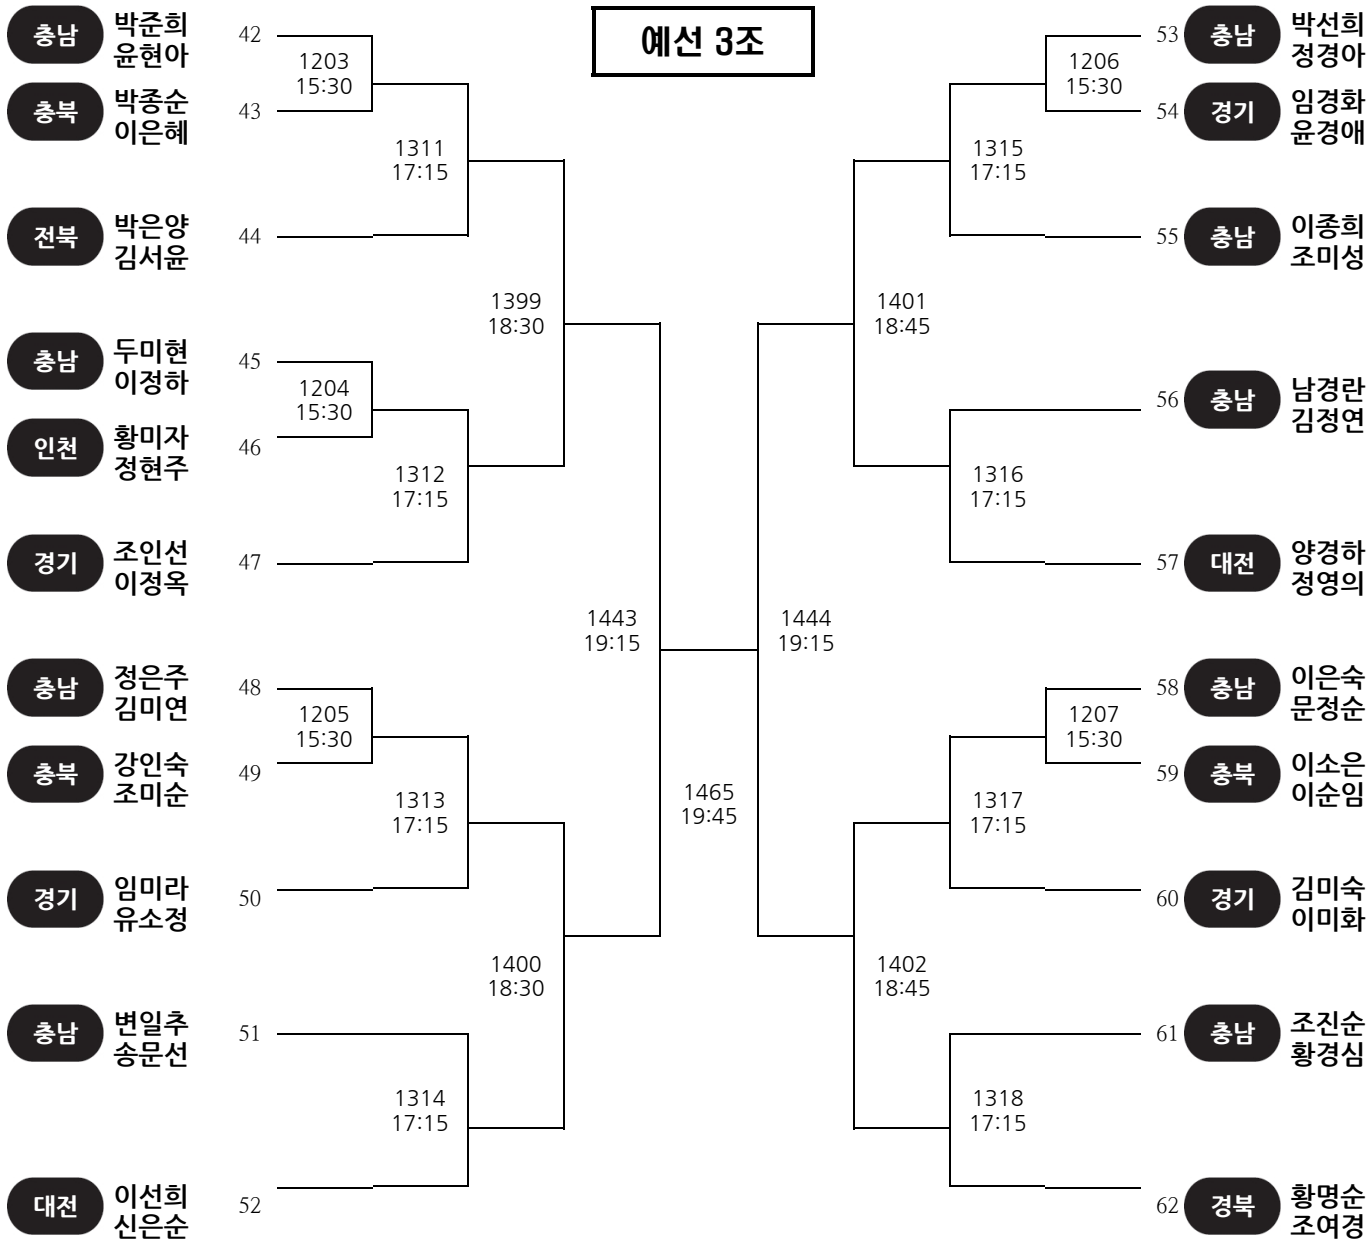 예선 3조
충남
박준희
윤현아
42
1203
15:30
충북
박종순
이은혜
43
1311
17:15
전북
박은양
김서윤
44
1399
18:30
충남
두미현
이정하
45
1204
15:30
인천
황미자
정현주
46
1312
17:15
경기
조인선
이정옥
47
1443
19:15
충남
정은주
김미연
48
1205
15:30
충북
강인숙
조미순
49
1313
17:15
경기
임미라
유소정
50
1400
18:30
충남
변일추
송문선
51
1314
17:15
대전
이선희
신은순
52
1465
19:45
53
충남
박선희
정경아
1206
15:30
54
경기
임경화
윤경애
1315
17:15
55
충남
이종희
조미성
1401
18:45
56
충남
남경란
김정연
1316
17:15
57
대전
양경하
정영의
1444
19:15
58
충남
이은숙
문정순
1207
15:30
59
충북
이소은
이순임
1317
17:15
60
경기
김미숙
이미화
1402
18:45
61
충남
조진순
황경심
1318
17:15
62
경북
황명순
조여경